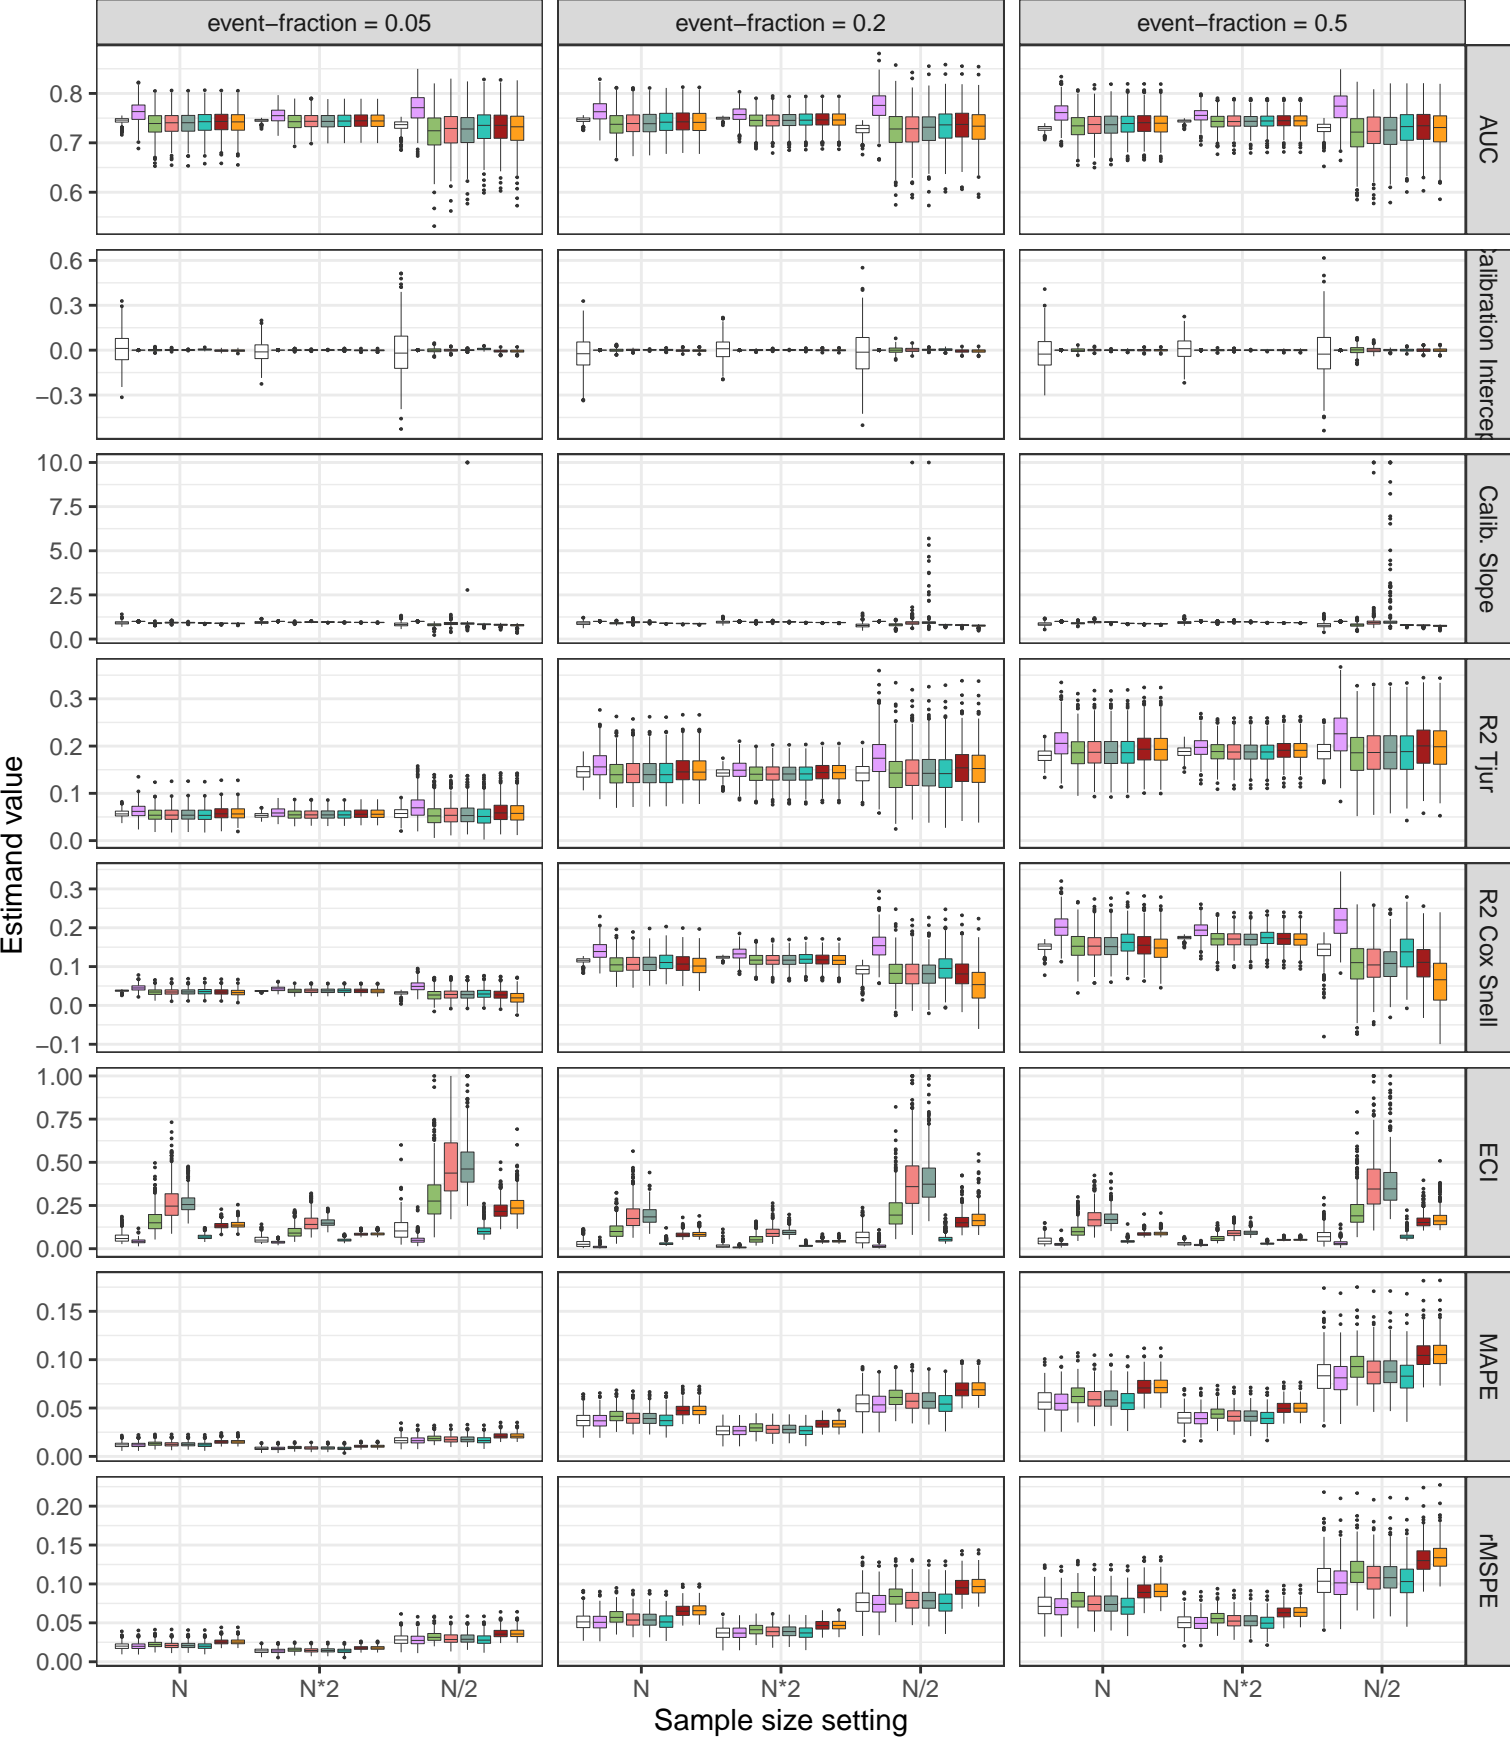 event−fraction = 0.05
event−fraction = 0.2
event−fraction = 0.5
0.8
0.7
0.6
AUC
0.6
0.3
0.0
−0.3
Calibration Intercep
10.0
7.5
5.0
2.5
0.0
Calib. Slope
0.3
0.2
0.1
0.0
R2 Tjur
0.3
0.2
0.1
0.0
−0.1
R2 Cox Snell
1.00
0.75
0.50
0.25
0.00
ECI
0.15
0.10
0.05
0.00
MAPE
0.20
0.15
0.10
0.05
0.00
rMSPE
Estimand value
N
N*2
N/2
N
N*2
N/2
N
N*2
N/2
Sample size setting